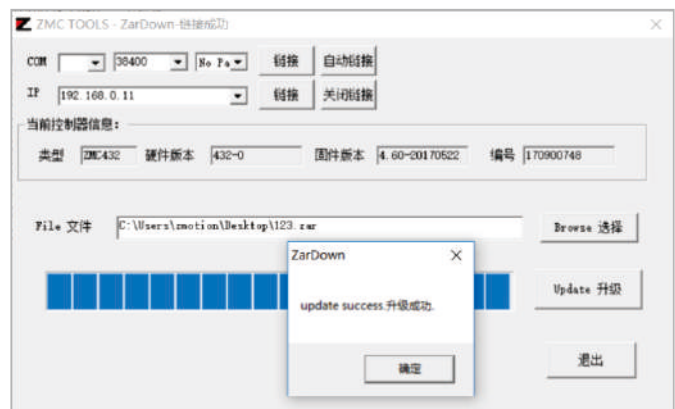 ZMC TOOLS - ZarDown-链接成功
COM 38400 No Pa 链接 自动链接
IP 192.168.0.11 链接 关闭链接
当前控制器信息：
类型 ZMC432 硬件版本 432-0 固件版本 4.60-20170522 编号 170900748
File 文件 C:\Users\zmotion\Desktop\123.zar Browse 选择
ZarDown
update success.升级成功. Update 升级
确定 退出